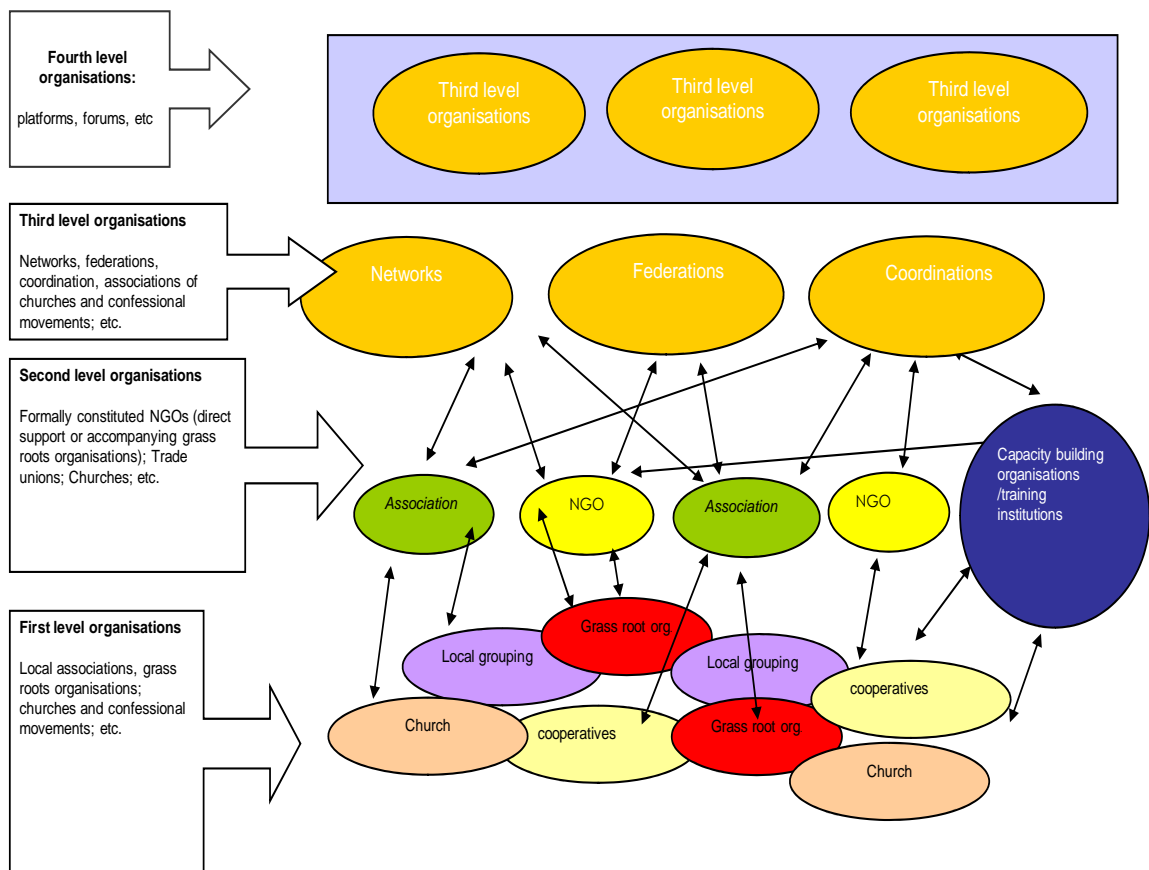 Fourth level
organisations:
platforms, forums, etc
Third level
organisations
Third level
organisations
Third level
organisations
Third level organisations
Networks, federations,
coordination, associations of
churches and confessional
movements; etc.
Networks
Federations
Coordinations
Second level organisations
Formally constituted NGOs (direct
support or accompanying grass
roots organisations); Trade
unions; Churches; etc.
Association
NGO
Association
NGO
Capacity building
organisations
/training
institutions
First level organisations
Local associations, grass
roots organisations;
churches and confessional
movements; etc.
Grass root org.
Local grouping
Local grouping
cooperatives
Church
cooperatives
Grass root org
Church